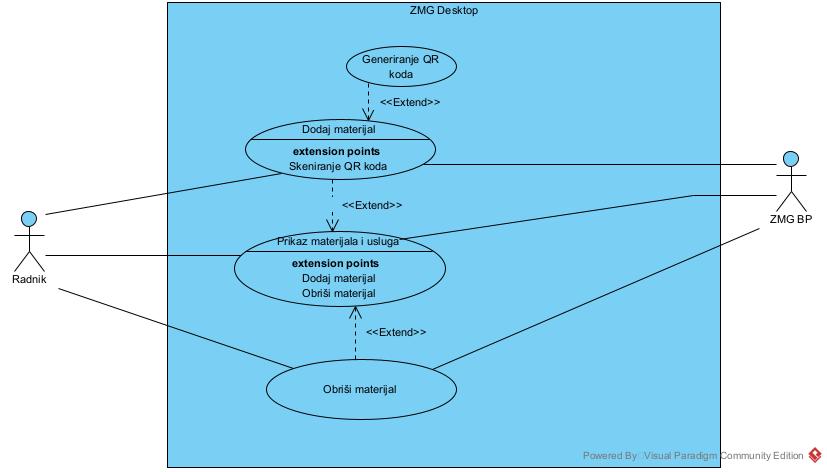 ZMG Desktop
Generiranje QR
koda
<<Extend>>
Dodaj materijal
extension points
Skeniranje QR koda
<<Extend>>
Prikaz materijala i usluga
extension points
Dodaj materijal
Obriši materijal
<<Extend>>
Obriši materijal
Radnik
ZMG BP
Powered By Visual Paradigm Community Edition